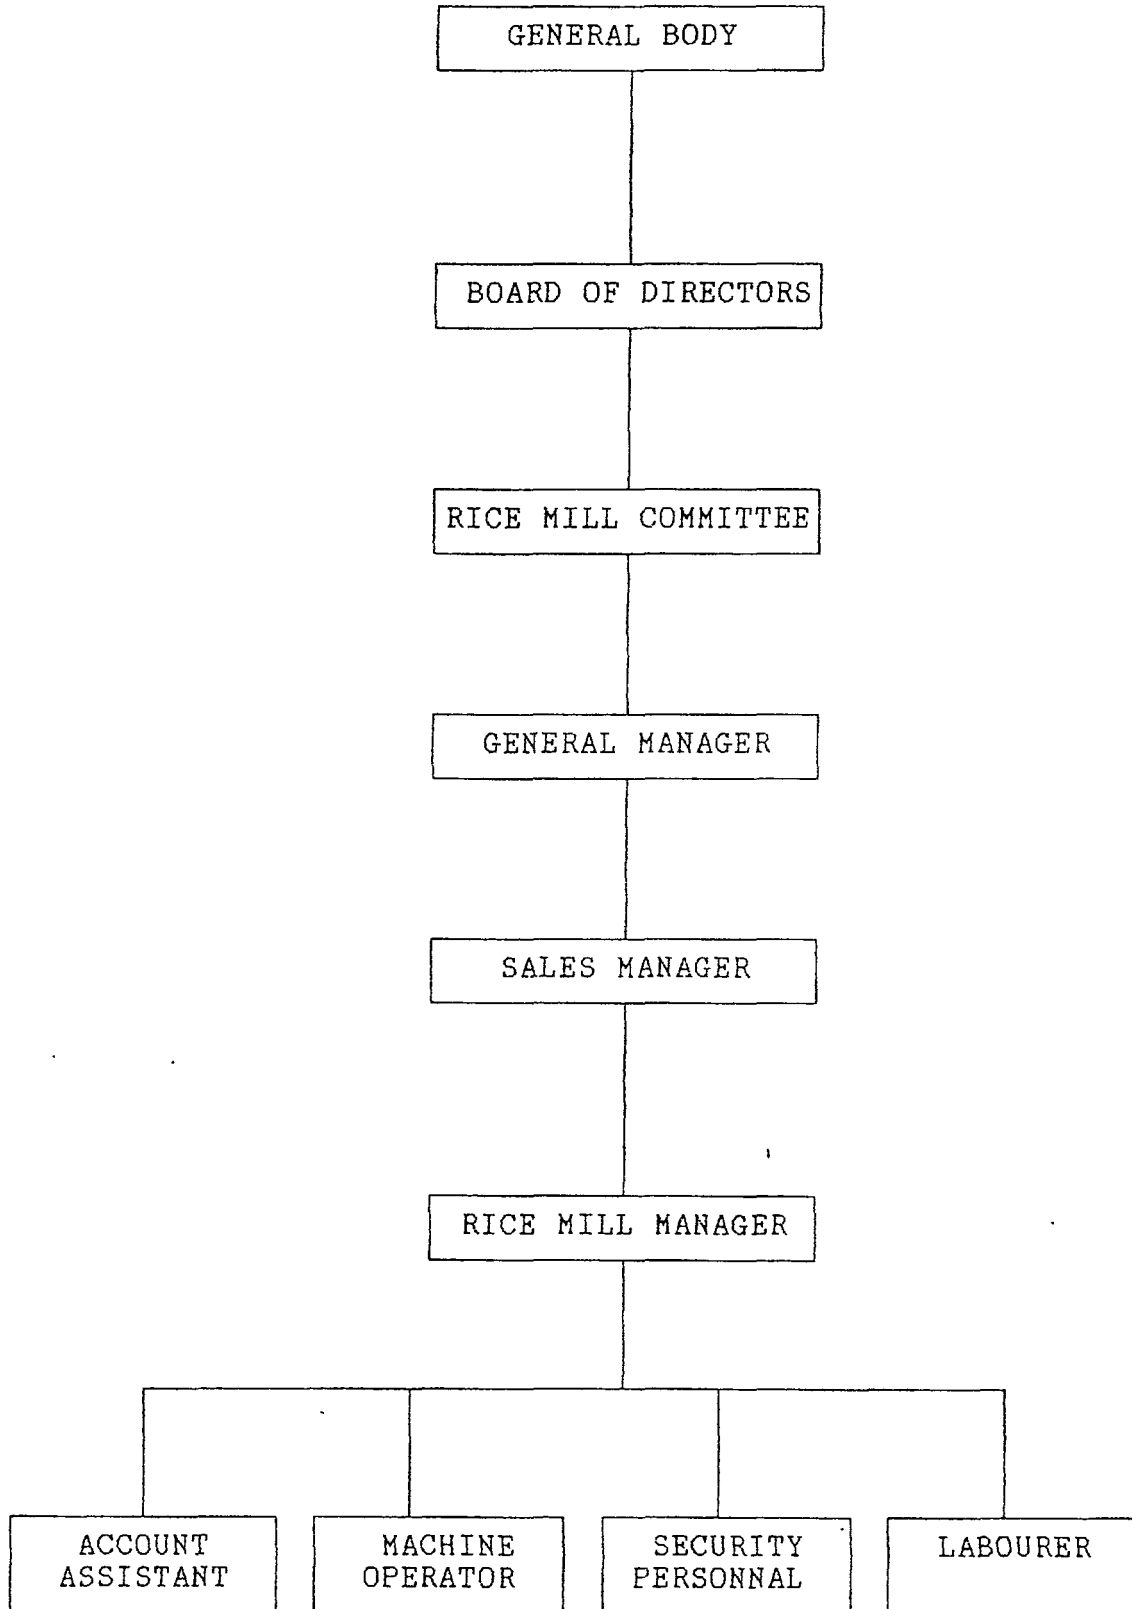 GENERAL BODY
BOARD OF DIRECTORS
RICE MILL COMMITTEE
GENERAL MANAGER
SALES MANAGER
RICE MILL MANAGER
ACCOUNT
ASSISTANT
MACHINE
OPERATOR
SECURITY
PERSONNAL
LABOURER